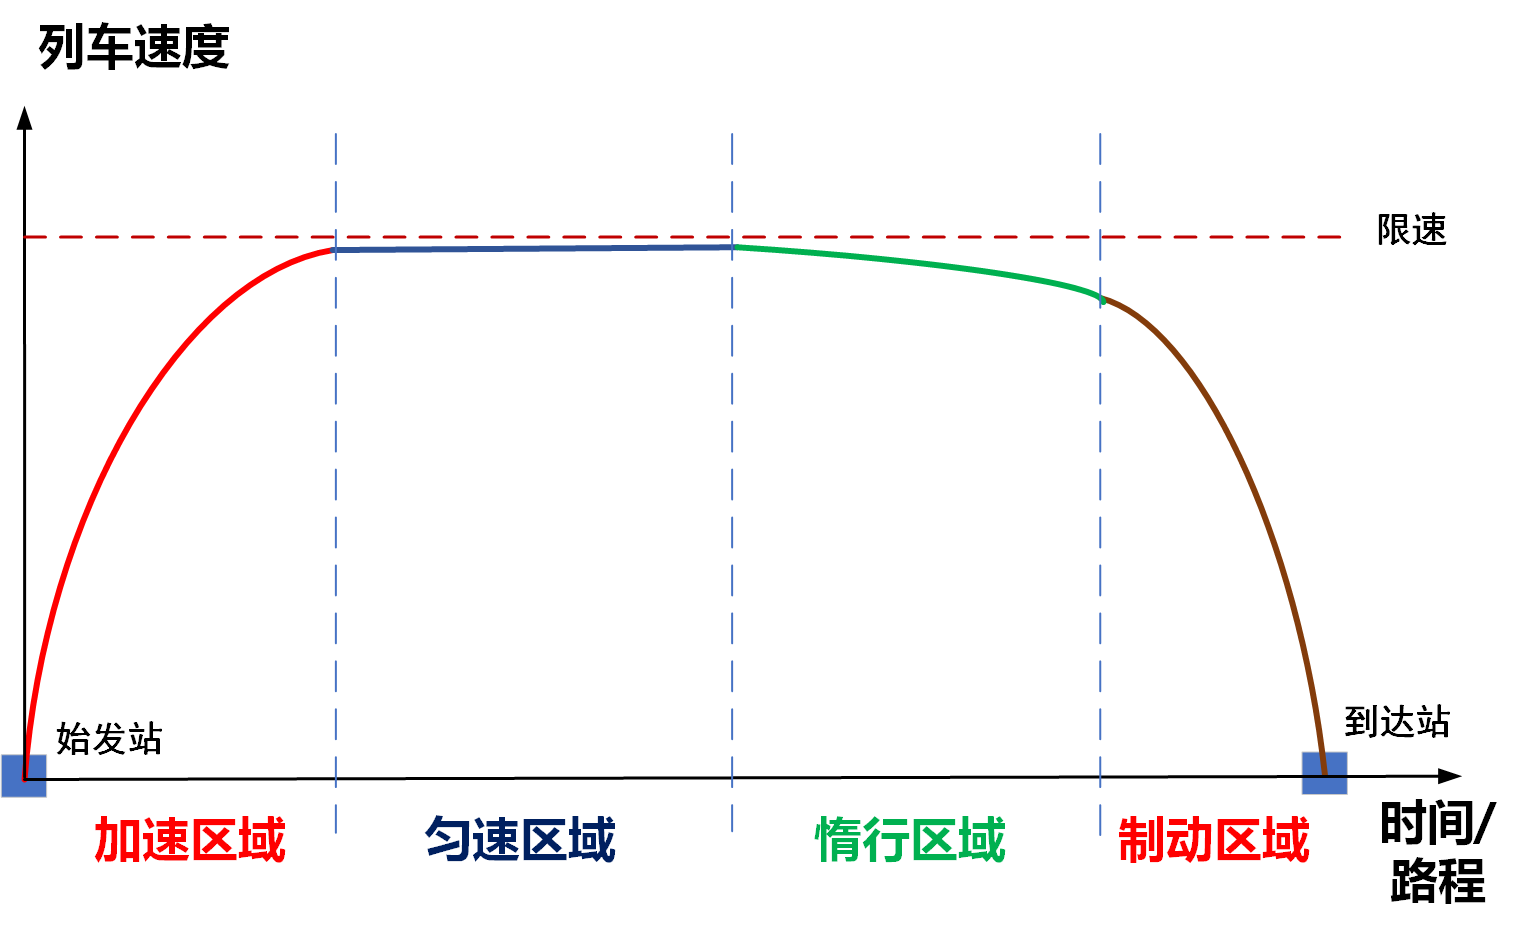 列车速度
限速
始发站
到达站
加速区域
匀速区域
惰行区域
制动区域
时间/
路程